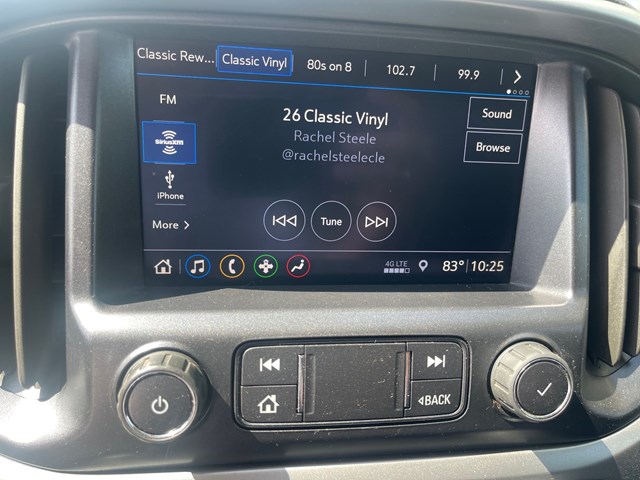 Classic Rew... Classic Vinyl 80s on 8 102.7 99.9
FM
26 Classic Vinyl
Sound
SiriusXM
Rachel Steele
Browse
@rachelsteelecle
iPhone
Tune
More
4G LTE
83° 10:25
BACK